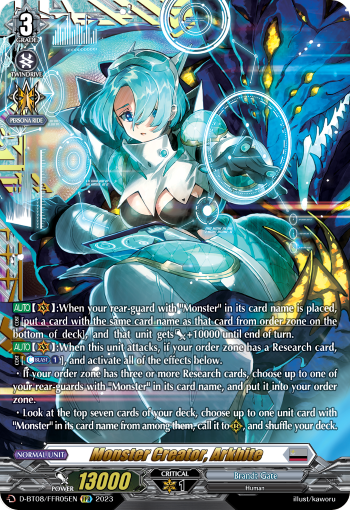 3
GRADE
TWINDRIVE
PERSONA RIDE
AUTO【 】:When your rear-guard with "Monster" in its card name is placed,
[put a card with the same card name as that card from order zone on the
bottom of deck], and that unit gets +10000 until end of turn.
AUTO【 】:When this unit attacks, if your order zone has a Research card,
[COUNTER BLAST 1], and activate all of the effects below.
・If your order zone has three or more Research cards, choose up to one of
your rear-guards with "Monster" in its card name, and put it into your order
zone.
・Look at the top seven cards of your deck, choose up to one unit card with
"Monster" in its card name from among them, call it to , and shuffle your deck.
NORMAL UNIT
Monster Creator, Arkhite
POWER 13000
CRITICAL
1
Brandt Gate
Human
D-BT08/FFR05EN FFR 2023
illust/kaworu